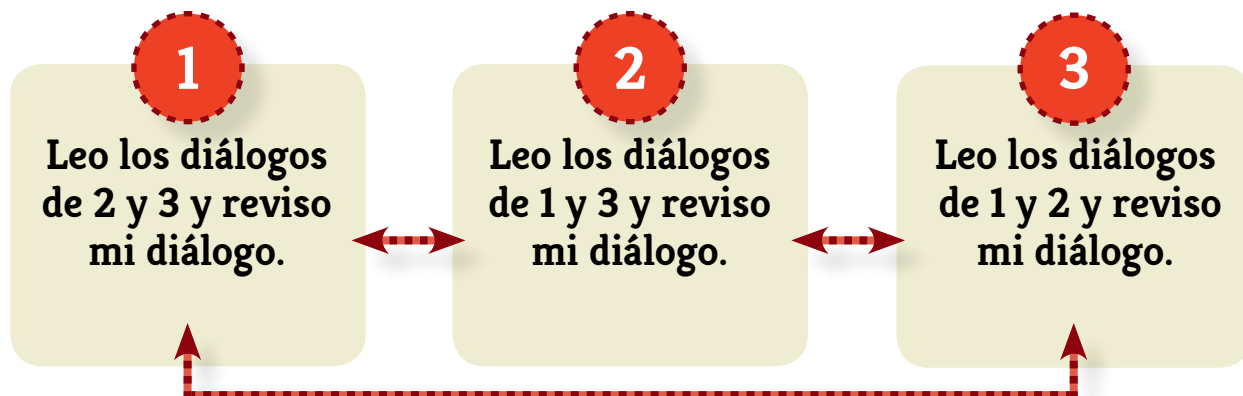 1
Leo los diálogos
de 2 y 3 y reviso
mi diálogo.
2
Leo los diálogos
de 1 y 3 y reviso
mi diálogo.
3
Leo los diálogos
de 1 y 2 y reviso
mi diálogo.